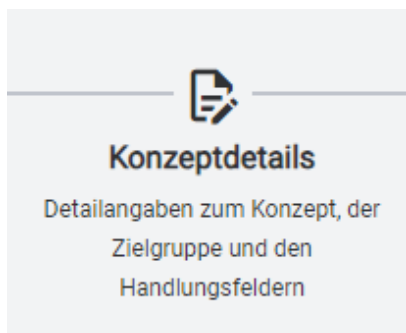 Konzeptdetails
Detailangaben zum Konzept, der
Zielgruppe und den
Handlungsfeldern